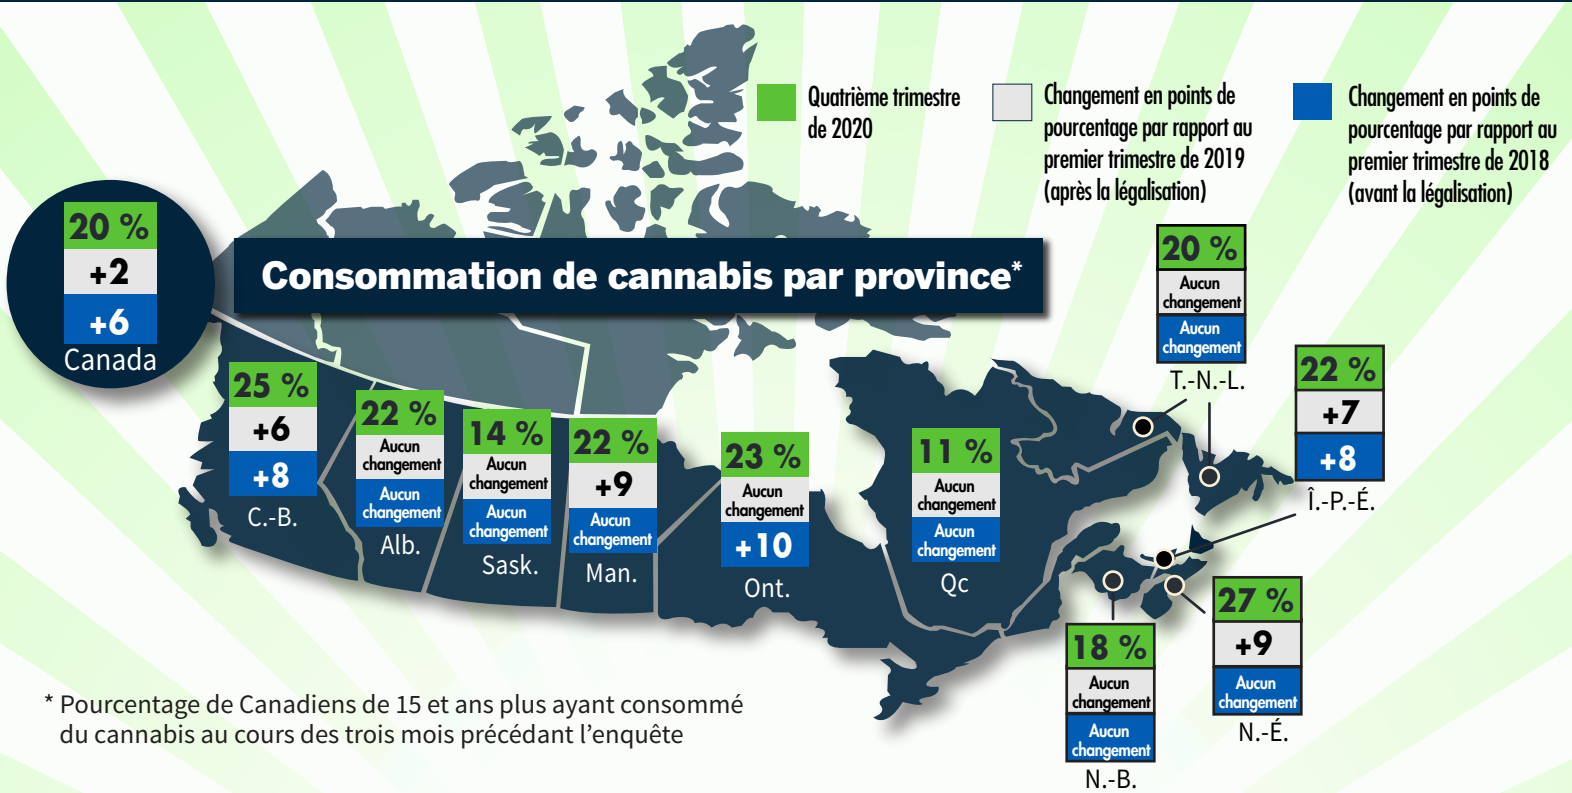 Quatrième trimestre
de 2020
Changement en points de
pourcentage par rapport au
premier trimestre de 2019
(après la légalisation)
Changement en points de
pourcentage par rapport au
premier trimestre de 2018
(avant la légalisation)
20 %
+2
+6
Canada
Consommation de cannabis par province*
25 %
+6
+8
C.-B.
22 %
Aucun
changement
Aucun
changement
Alb.
14 %
Aucun
changement
Aucun
changement
Sask.
22 %
+9
Aucun
changement
Man.
23 %
Aucun
changement
+10
Ont.
11 %
Aucun
changement
Aucun
changement
Qc
20 %
Aucun
changement
Aucun
changement
T.-N.-L.
22 %
+7
+8
Î.-P.-É.
27 %
+9
Aucun
changement
N.-É.
18 %
Aucun
changement
Aucun
changement
N.-B.
* Pourcentage de Canadiens de 15 et ans plus ayant consommé
du cannabis au cours des trois mois précédant l’enquête